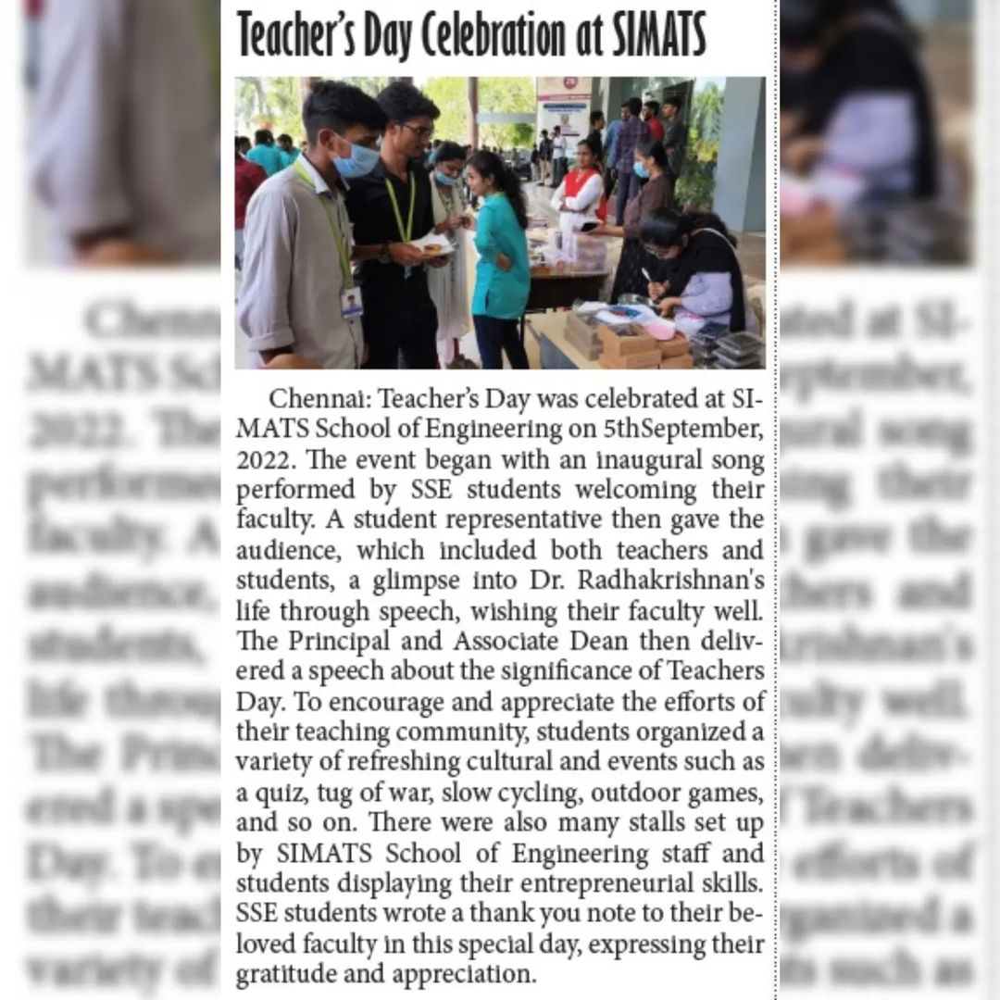 Teacher's Day Celebration at SIMATS
Chennai: Teacher's Day was celebrated at SI-
MATS School of Engineering on 5thSeptember,
2022. The event began with an inaugural song
performed by SSE students welcoming their
faculty. A student representative then gave the
audience, which included both teachers and
students, a glimpse into Dr. Radhakrishnan's
life through speech, wishing their faculty well.
The Principal and Associate Dean then deliv-
ered a speech about the significance of Teachers
Day. To encourage and appreciate the efforts of
their teaching community, students organized a
variety of refreshing cultural and events such as
a quiz, tug of war, slow cycling, outdoor games,
and so on. There were also many stalls set up
by SIMATS School of Engineering staff and
students displaying their entrepreneurial skills.
SSE students wrote a thank you note to their be-
loved faculty in this special day, expressing their
gratitude and appreciation.